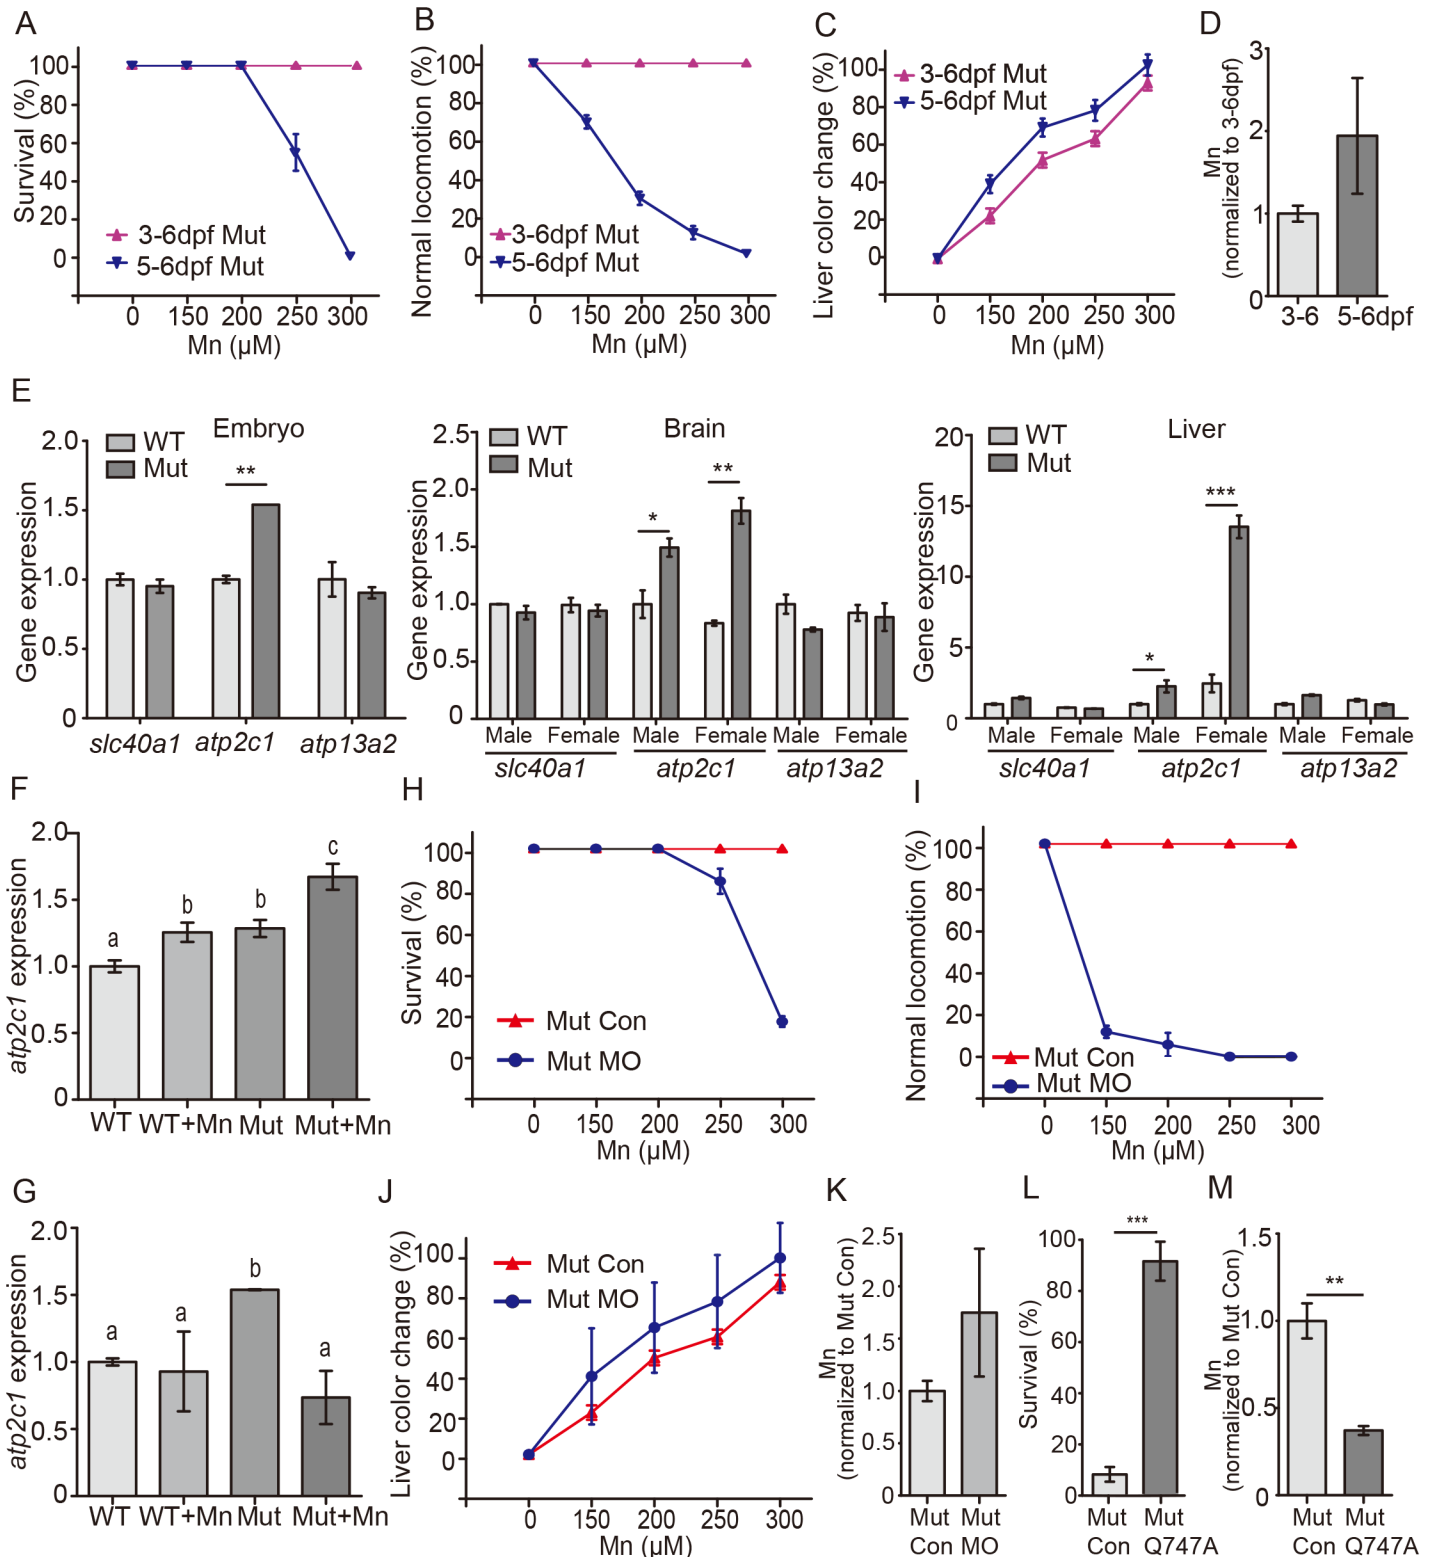 A
Survival (%)
100
80
60
40
20
0
3-6dpf Mut
5-6dpf Mut
0 150 200 250 300
Mn (µM)
B
Normal locomotion (%)
100
80
60
40
20
0
3-6dpf Mut
5-6dpf Mut
0 150 200 250 300
Mn (µM)
C
Liver color change (%)
100
80
60
40
20
0
3-6dpf Mut
5-6dpf Mut
0 150 200 250 300
Mn (µM)
D
Mn
(normalized to 3-6dpf)
3
2
1
0
3-6 5-6dpf
E
Embryo
Gene expression
2.0
1.5
1.0
0.5
0
WT
Mut
**
slc40a1 atp2c1 atp13a2
Brain
Gene expression
2.5
2.0
1.5
1.0
0.5
0
WT
Mut
* **
Male Female Male Female Male Female
slc40a1 atp2c1 atp13a2
Liver
Gene expression
20
15
10
5
0
WT
Mut
* ***
Male Female Male Female Male Female
slc40a1 atp2c1 atp13a2
F
atp2c1 expression
2.0
1.5
1.0
0.5
0
a b b c
WT WT+Mn Mut Mut+Mn
H
Survival (%)
100
80
60
40
20
0
Mut Con
Mut MO
0 150 200 250 300
Mn (µM)
I
Normal locomotion (%)
100
80
60
40
20
0
Mut Con
Mut MO
0 150 200 250 300
Mn (µM)
G
atp2c1 expression
2.0
1.5
1.0
0.5
0
a a b a
WT WT+Mn Mut Mut+Mn
J
Liver color change (%)
100
80
60
40
20
0
Mut Con
Mut MO
0 150 200 250 300
Mn (µM)
K
Mn
(normalized to Mut Con)
2.5
2.0
1.5
1.0
0.5
0
Mut Mut
Con MO
L
Survival (%)
100
80
60
40
20
0
***
Mut Mut
Con Q747A
M
Mn
(normalized to Mut Con)
1.5
1.0
0.5
0
**
Mut Mut
Con Q747A